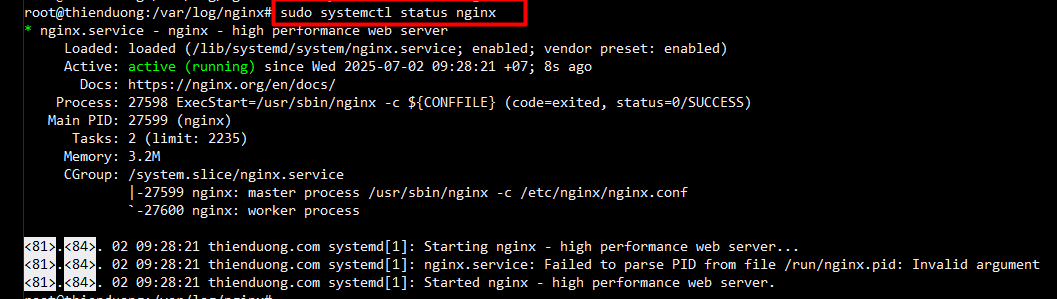 root@thienduong:/var/log/nginx# sudo systemctl status nginx
* nginx.service - nginx - high performance web server
Loaded: loaded (/lib/systemd/system/nginx.service; enabled; vendor preset: enabled)
Active: active (running) since Wed 2025-07-02 09:28:21 +07; 8s ago
Docs: https://nginx.org/en/docs/
Process: 27598 ExecStart=/usr/sbin/nginx -c ${CONFFILE} (code=exited, status=0/SUCCESS)
Main PID: 27599 (nginx)
Tasks: 2 (limit: 2235)
Memory: 3.2M
CGroup: /system.slice/nginx.service
|-27599 nginx: master process /usr/sbin/nginx -c /etc/nginx/nginx.conf
`-27600 nginx: worker process
<81>.<84>. 02 09:28:21 thienduong.com systemd[1]: Starting nginx - high performance web server...
<81>.<84>. 02 09:28:21 thienduong.com systemd[1]: nginx.service: Failed to parse PID from file /run/nginx.pid: Invalid argument
<81>.<84>. 02 09:28:21 thienduong.com systemd[1]: Started nginx - high performance web server.
root@thienduong:/var/log/nginx#